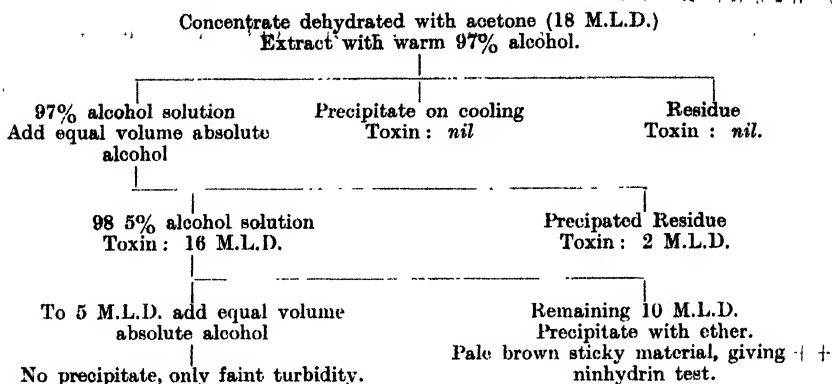 Concentrate dehydrated with acetone (18 M.L.D.)
Extract with warm 97% alcohol.
97% alcohol solution
Add equal volume absolute
alcohol
Precipitate on cooling
Toxin : nil
Residue
Toxin : nil.
98 5% alcohol solution
Toxin : 16 M.L.D.
Precipated Residue
Toxin : 2 M.L.D.
To 5 M.L.D. add equal volume
absolute alcohol
No precipitate, only faint turbidity.
Remaining 10 M.L.D.
Precipitate with ether.
Pale brown sticky material, giving + +
ninhydrin test.